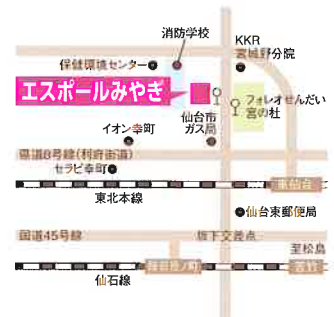 消防学校
KKR
宮城野分院
保健環境センター
エスポールみやぎ
フォレオせんだい
宮の杜
仙台市
ガス局
イオン幸町
県道8号線(利府街道)
セラビ幸町
東仙台
東北本線
仙台東郵便局
国道45号線
坂下交差点
至松島
陸前原ノ町
苦竹
仙石線